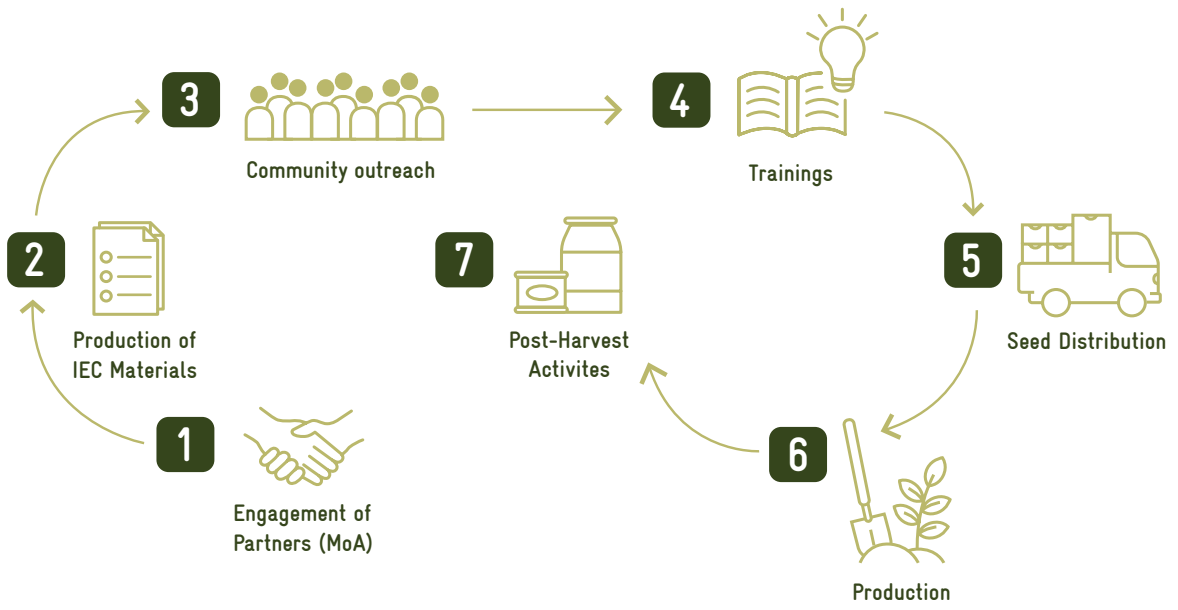 1
Engagement of
Partners (MoA)
2
Production of
IEC Materials
3
Community outreach
4
Trainings
5
Seed Distribution
6
Production
7
Post-Harvest
Activites